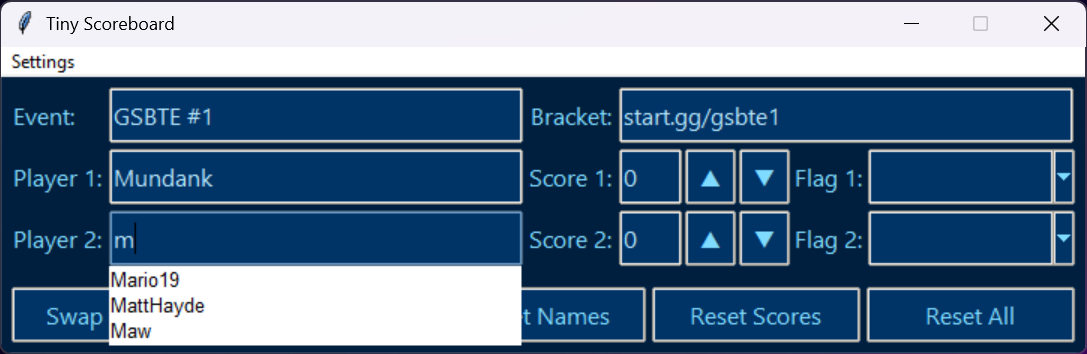 Tiny Scoreboard
Settings
Event: GSBTE #1 Bracket: start.gg/gsbte1
Player 1: Mundank Score 1: 0 ▲ ▼ Flag 1:
Player 2: m Score 2: 0 ▲ ▼ Flag 2:
Mario19
MattHayde
Maw
Swap Names Reset Scores Reset All